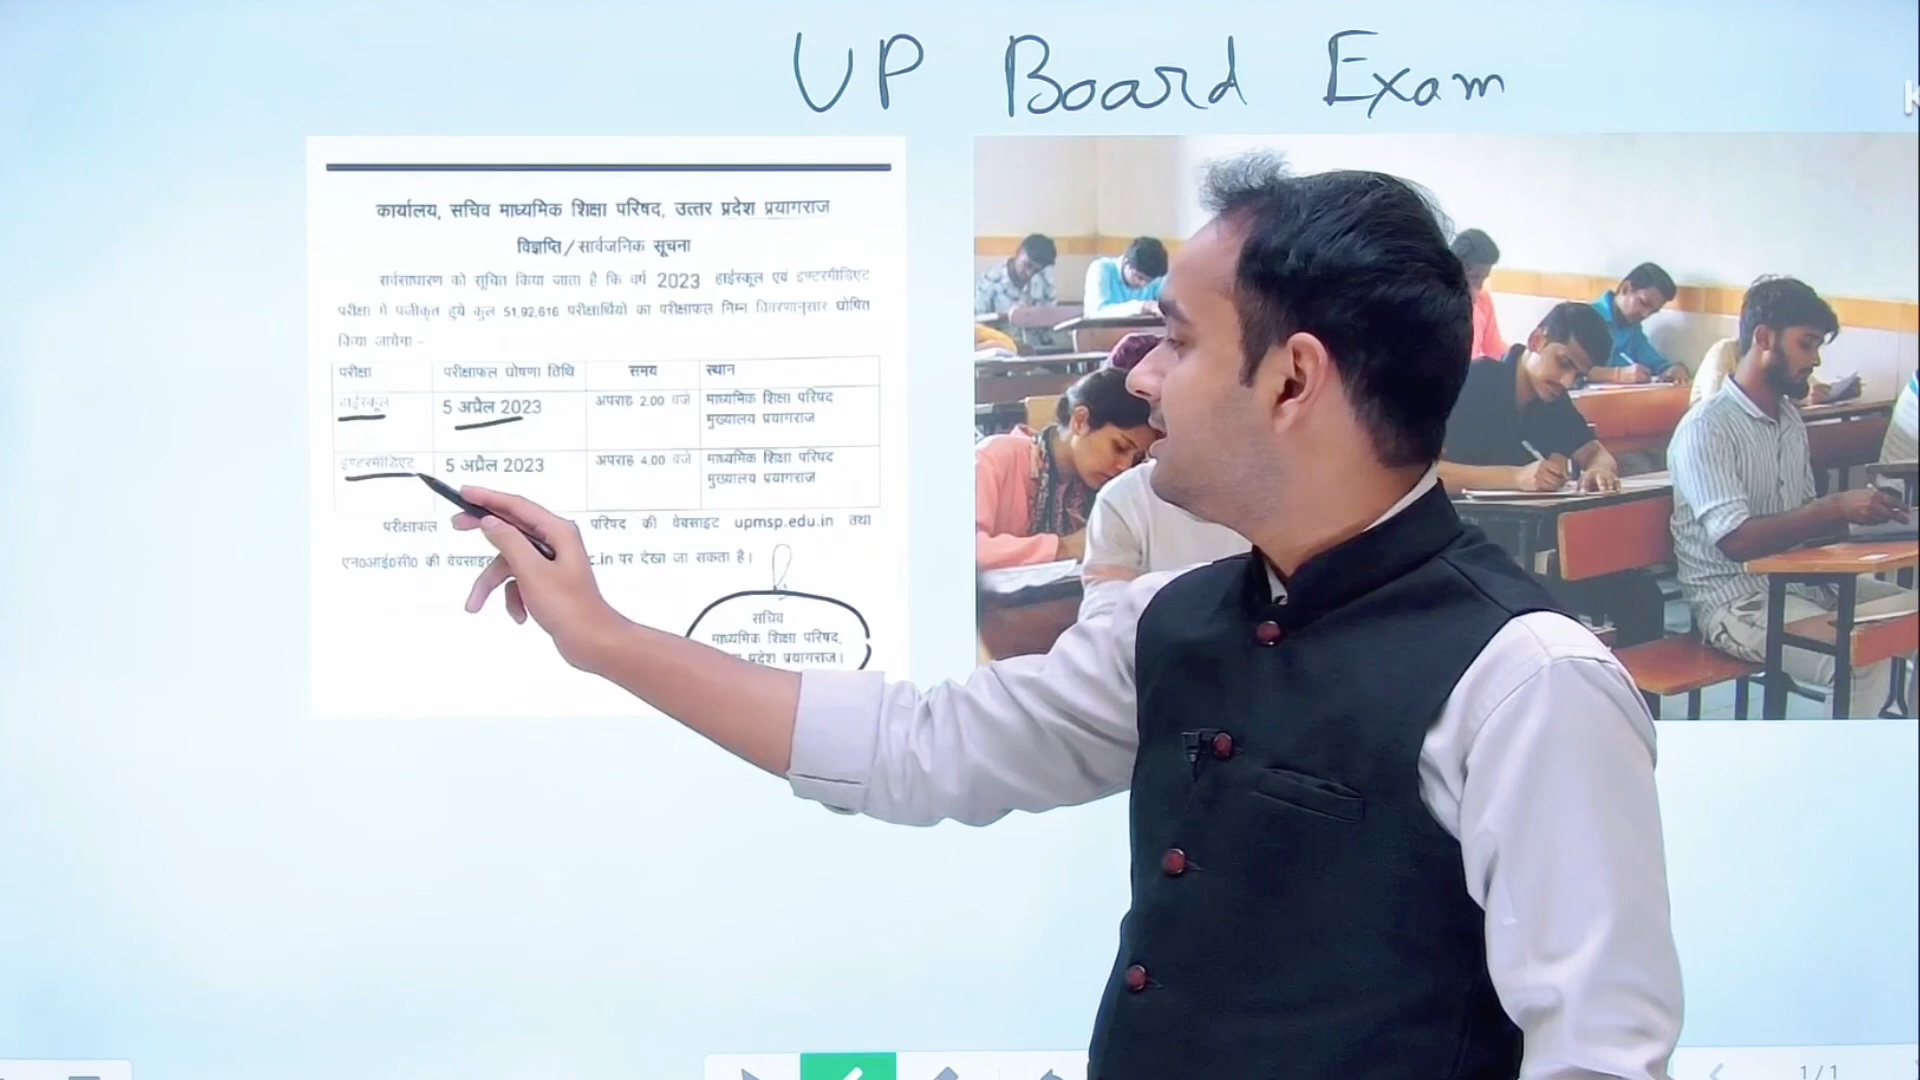 UP Board Exam
कार्यालय, सचिव माध्यमिक शिक्षा परिषद, उत्तर प्रदेश प्रयागराज
विज्ञप्ति/सार्वजनिक सूचना
सर्वसाधारण को सूचित किया जाता है कि वर्ष 2023 हाईस्कूल एवं इण्टरमीडिएट
परीक्षा में पंजीकृत हुये कुल 51,92,616 परीक्षार्थियो का परीक्षाफल निम्न विवरणानुसार घोषित
किया जायेगा –
परीक्षा परीक्षाफल घोषणा तिथि समय स्थान
हाईस्कूल 5 अप्रैल 2023 अपराह 2.00 बजे माध्यमिक शिक्षा परिषद
मुख्यालय प्रयागराज
इण्टरमीडिएट 5 अप्रैल 2023 अपराह 4.00 बजे माध्यमिक शिक्षा परिषद
मुख्यालय प्रयागराज
परीक्षाफल परिषद की वेबसाइट upmsp.edu.in तथा
एन0आई0सी0 की वेबसाइट c.in पर देखा जा सकता है।
सचिव
माध्यमिक शिक्षा परिषद,
प्रदेश प्रयागराज।
1/1